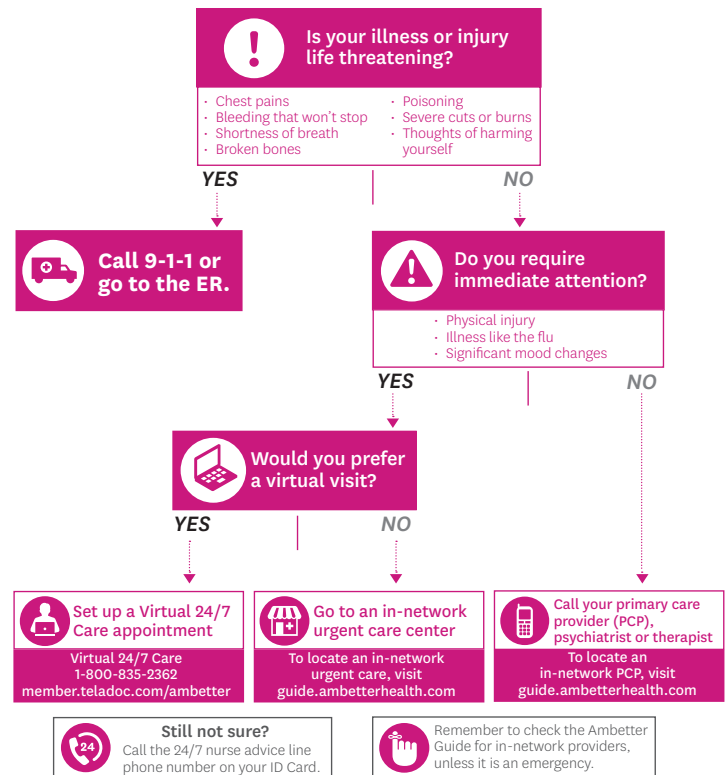 Is your illness or injury
life threatening?
· Chest pains
· Bleeding that won't stop
· Shortness of breath
· Broken bones
· Poisoning
· Severe cuts or burns
· Thoughts of harming
yourself
YES
NO
Call 9-1-1 or
go to the ER.
Do you require
immediate attention?
· Physical injury
· Illness like the flu
· Significant mood changes
YES
NO
Would you prefer
a virtual visit?
YES
NO
Set up a Virtual 24/7
Care appointment
Virtual 24/7 Care
1-800-835-2362
member.teladoc.com/ambetter
Go to an in-network
urgent care center
To locate an in-network
urgent care, visit
guide.ambetterhealth.com
Call your primary care
provider (PCP),
psychiatrist or therapist
To locate an
in-network PCP, visit
guide.ambetterhealth.com
24
Still not sure?
Call the 24/7 nurse advice line
phone number on your ID Card.
Remember to check the Ambetter
Guide for in-network providers,
unless it is an emergency.